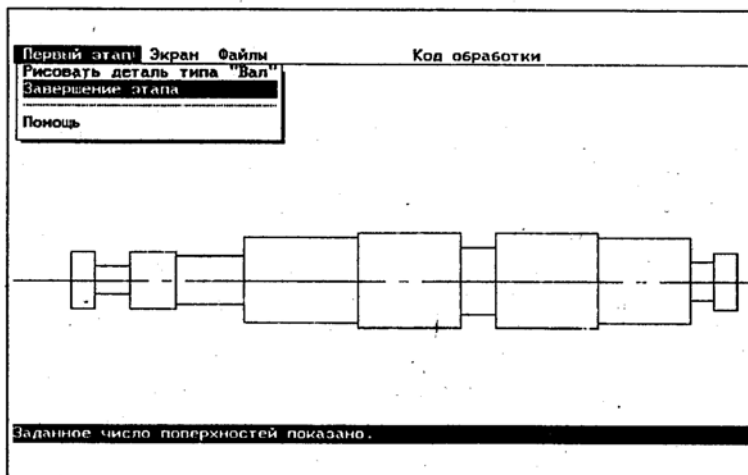 Первый этап Экран Файлы Код обработки
Рисовать деталь типа "Вал"
Завершение этапа
Помощь
Заданное число поверхностей показано.